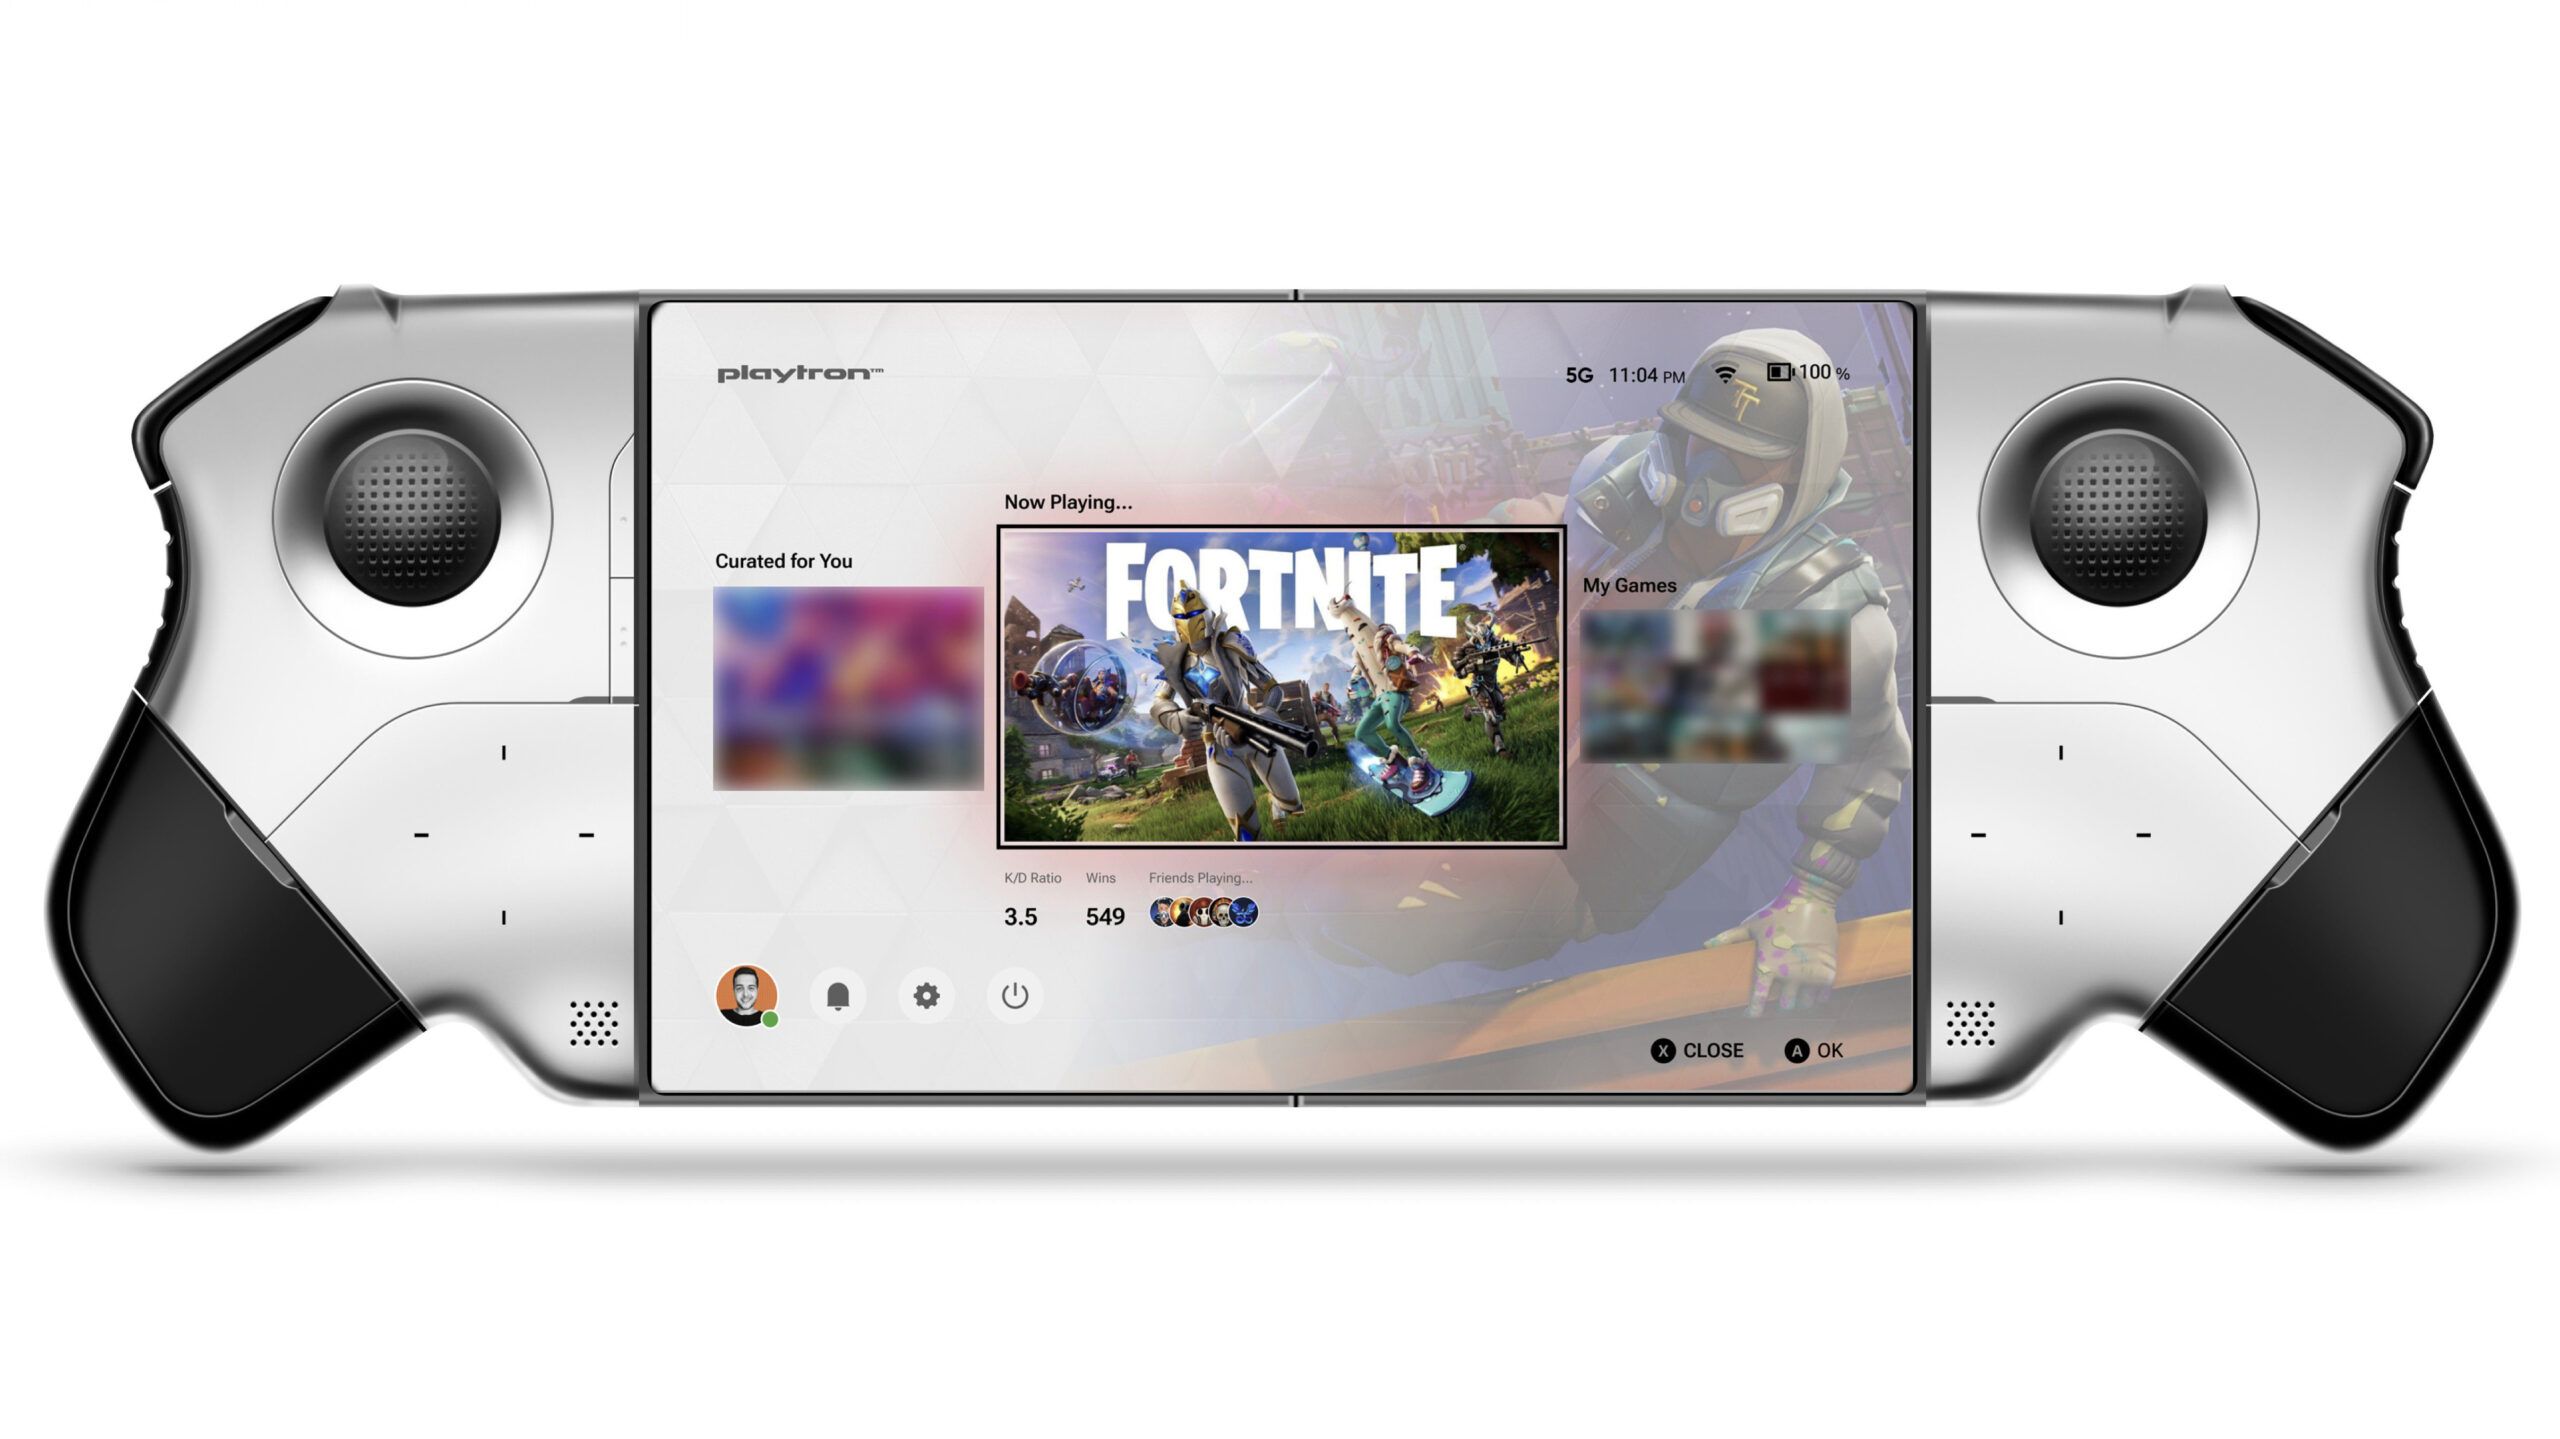 playtron™
5G 11:04 PM 100 %
Now Playing...
Curated for You
FORTNITE
My Games
K/D Ratio Wins Friends Playing...
3.5 549
X CLOSE A OK